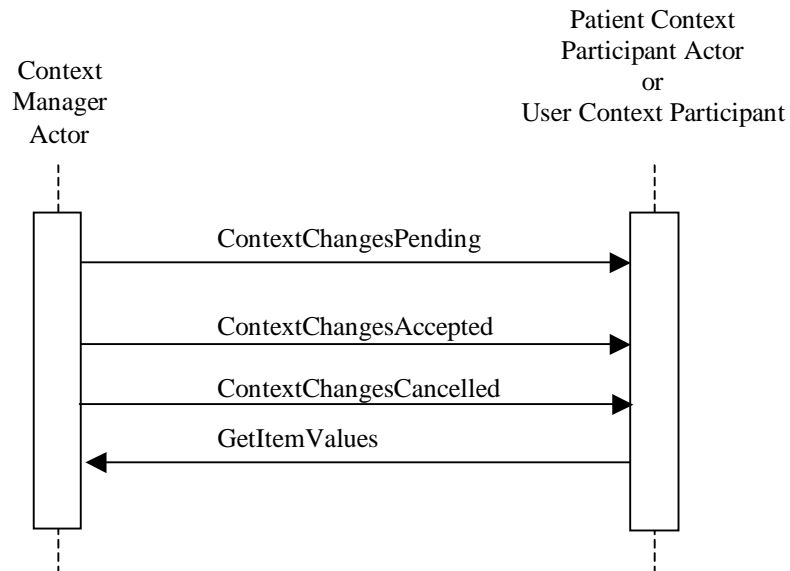 Patient Context
Participant Actor
or
User Context Participant
Context
Manager
Actor
ContextChangesPending
ContextChangesAccepted
ContextChangesCancelled
GetItemValues